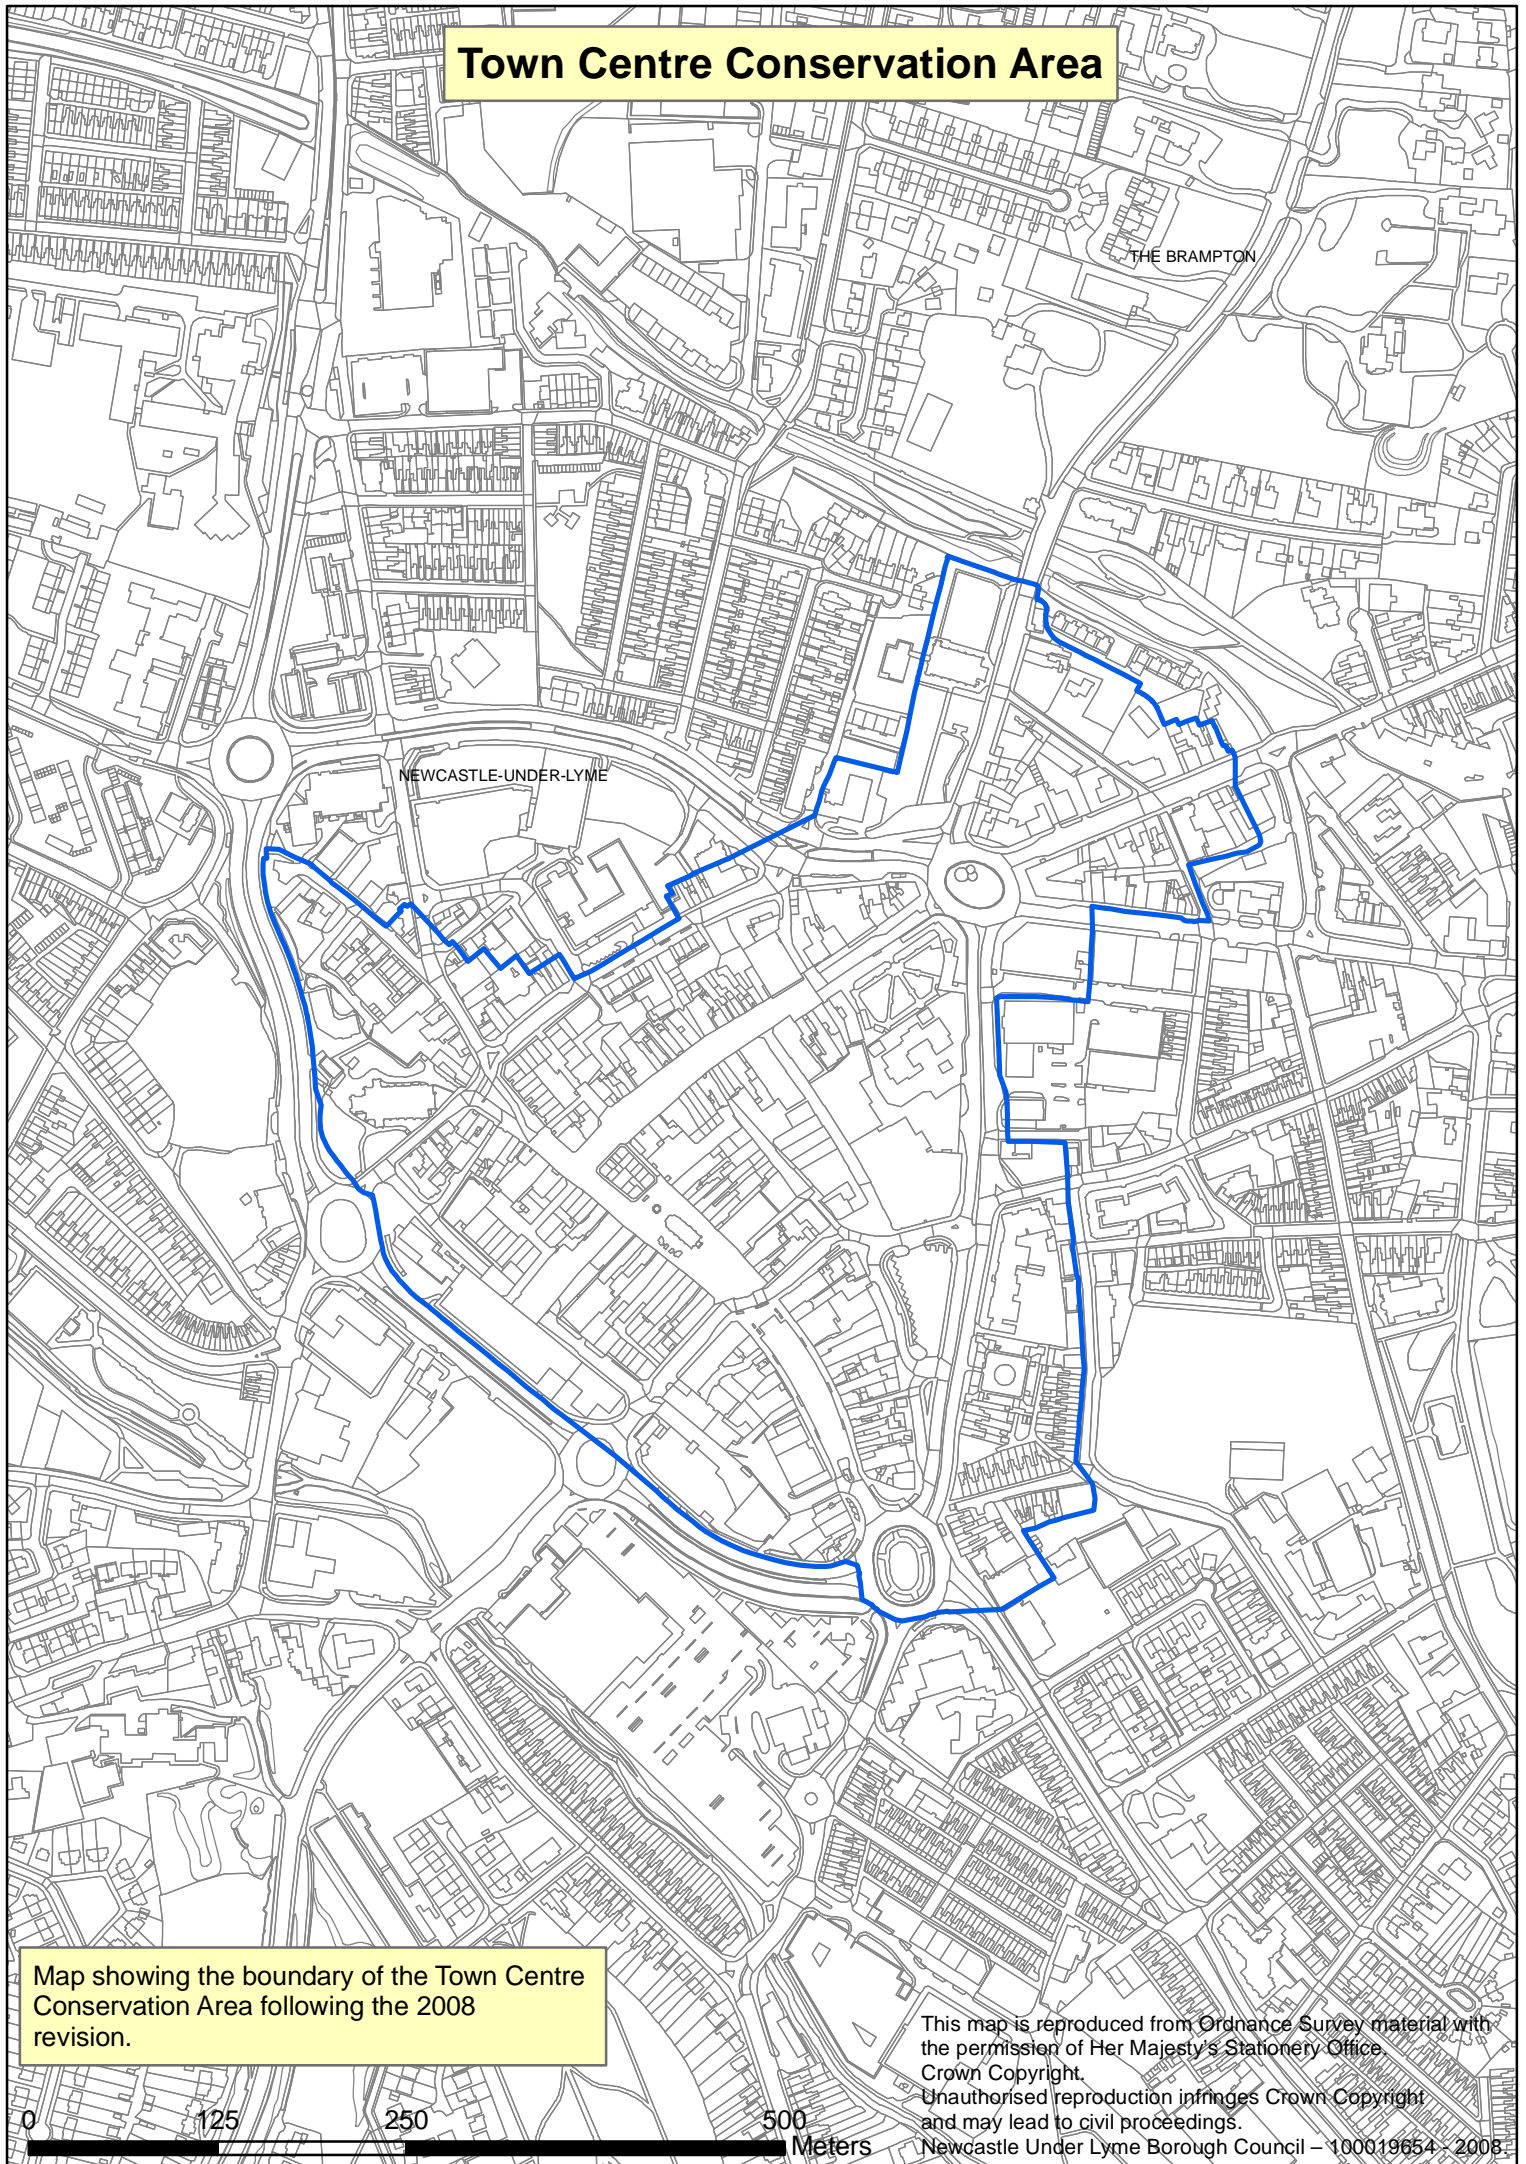 Town Centre Conservation Area
THE BRAMPTON
NEWCASTLE-UNDER-LYME
Map showing the boundary of the Town Centre
Conservation Area following the 2008
revision.
This map is reproduced from Ordnance Survey material with
the permission of Her Majesty's Stationery Office.
Crown Copyright.
Unauthorised reproduction infringes Crown Copyright
and may lead to civil proceedings.
Newcastle Under Lyme Borough Council – 100019654 - 2008.
0 125 250 500
Meters